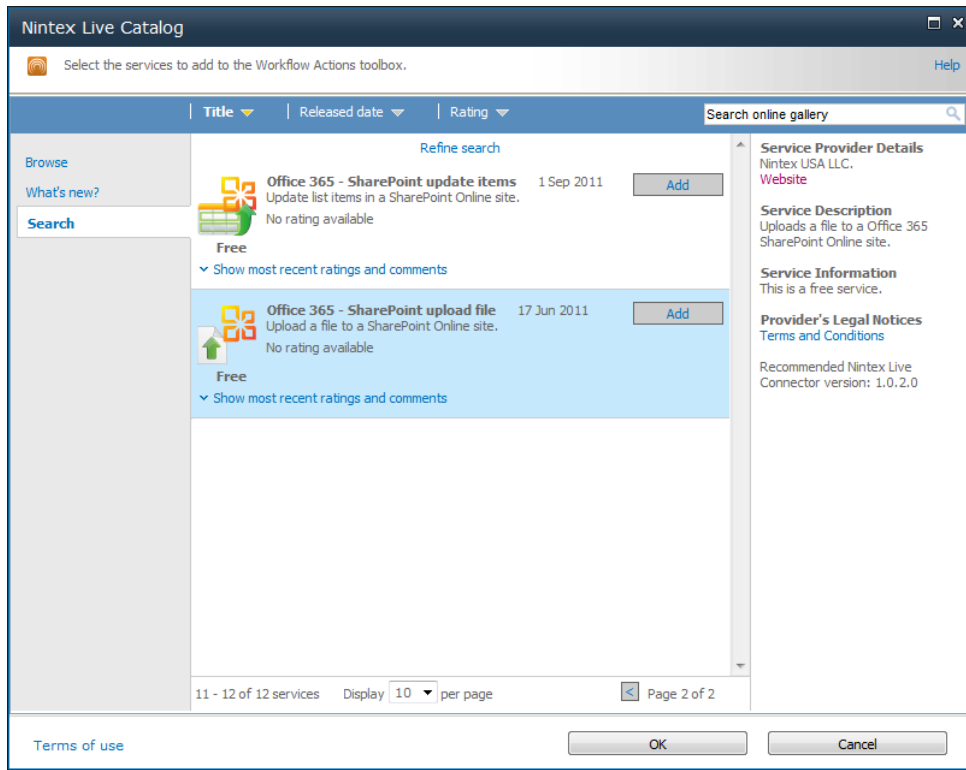 Nintex Live Catalog
Select the services to add to the Workflow Actions toolbox.
Help
Title
Released date
Rating
Search online gallery
Browse
What's new?
Search
Refine search
Office 365 - SharePoint update items 1 Sep 2011 Add
Update list items in a SharePoint Online site.
No rating available
Free
Show most recent ratings and comments
Office 365 - SharePoint upload file 17 Jun 2011 Add
Upload a file to a SharePoint Online site.
No rating available
Free
Show most recent ratings and comments
Service Provider Details
Nintex USA LLC.
Website
Service Description
Uploads a file to a Office 365
SharePoint Online site.
Service Information
This is a free service.
Provider's Legal Notices
Terms and Conditions
Recommended Nintex Live
Connector version: 1.0.2.0
11 - 12 of 12 services Display 10 per page < Page 2 of 2
Terms of use
OK
Cancel